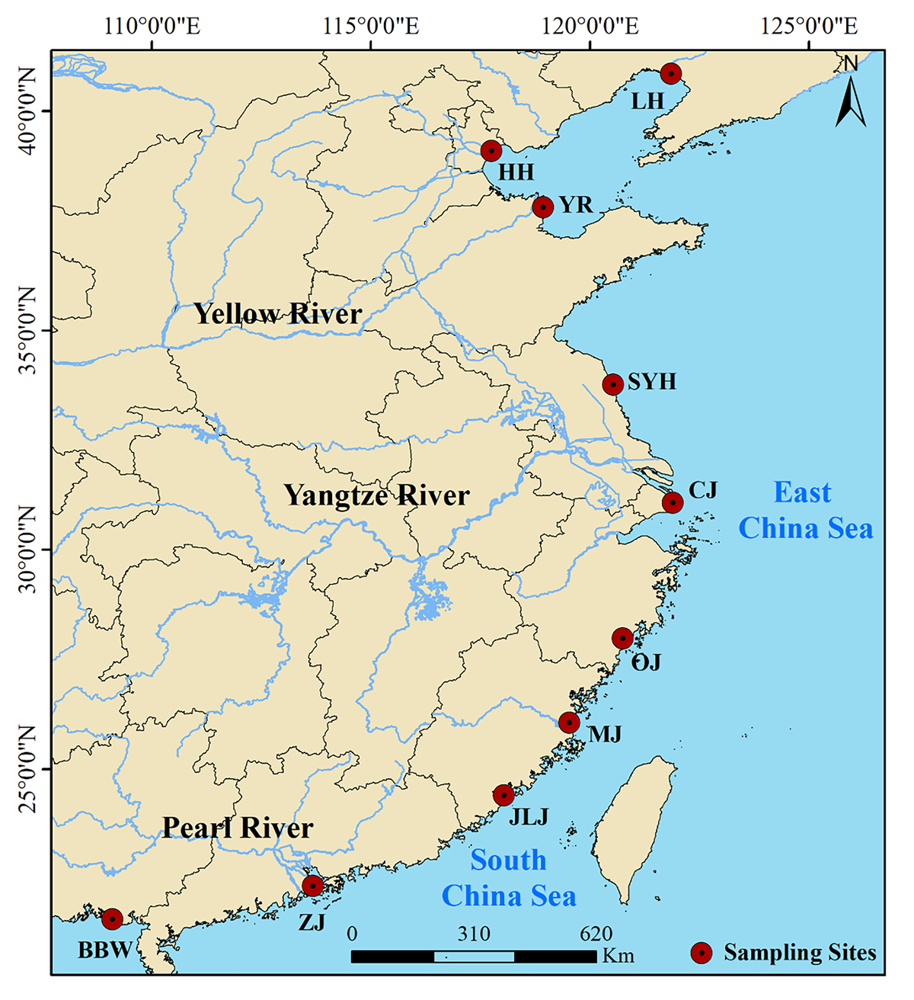 110°0'0"E
115°0'0"E
120°0'0"E
125°0'0"E
N
40°0'0"N
LH
HH
YR
Yellow River
35°0'0"N
SYH
CJ
Yangtze River
East
China Sea
30°0'0"N
OJ
MJ
25°0'0"N
JLJ
Pearl River
South
China Sea
ZJ
BBW
0 310 620
Km
Sampling Sites